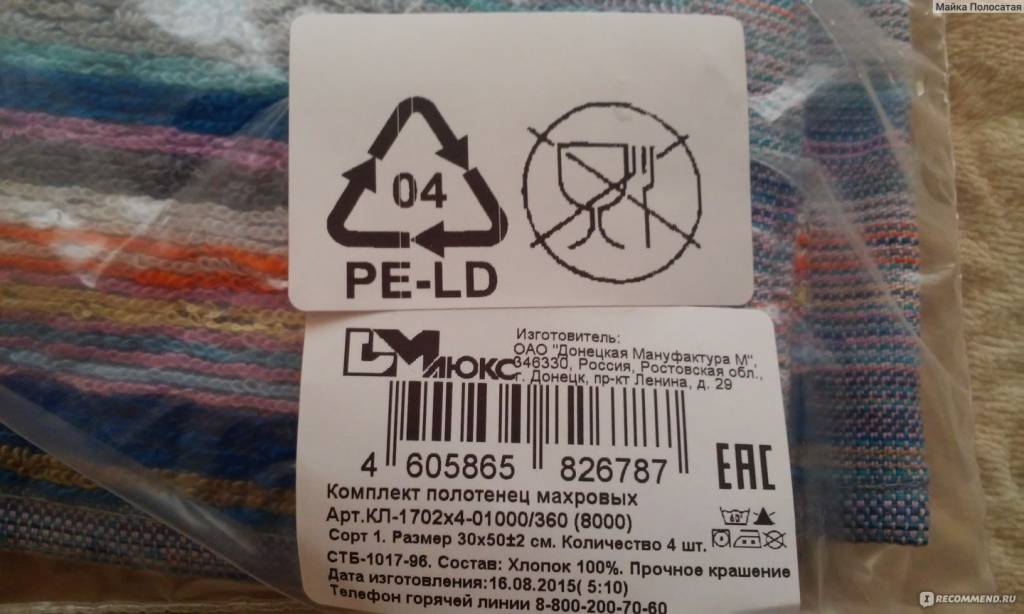 Майка Полосатая
04
PE-LD
ДМ Люкс
Изготовитель:
ОАО "Донецкая Мануфактура М",
346330, Россия, Ростовская обл.,
г. Донецк, пр-кт Ленина, д. 29
4 605865 826787
EAC
Комплект полотенец махровых
Арт.КЛ-1702х4-01000/360 (8000)
60°
Сорт 1. Размер 30х50±2 см. Количество 4 шт.
СТБ-1017-96. Состав: Хлопок 100%. Прочное крашение
Дата изготовления:16.08.2015( 5:10)
Телефон горячей линии 8-800-200-70-60
IRECOMMEND.RU